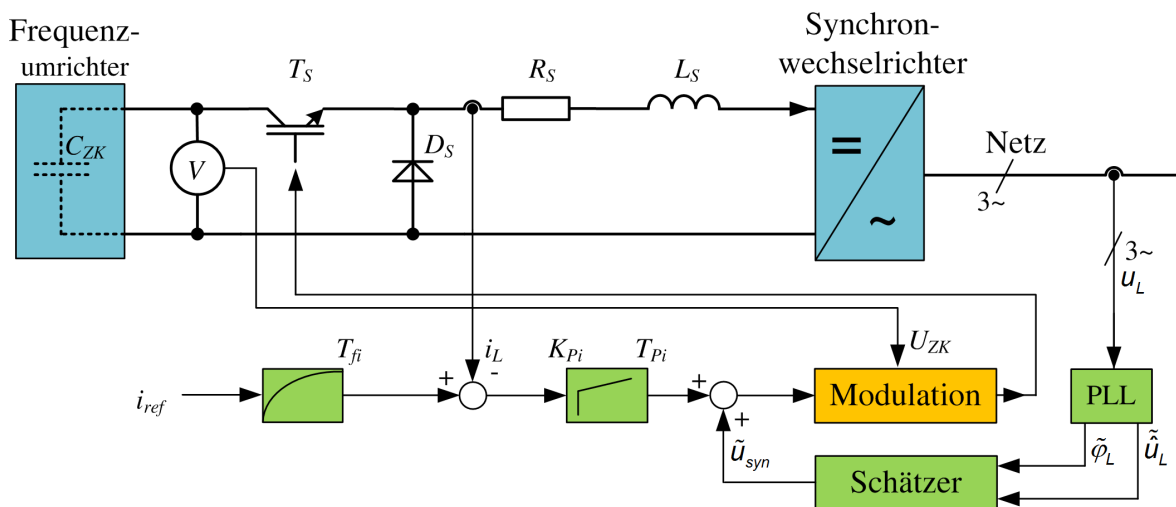 Frequenz-
umrichter
C_ZK
V
T_S
D_S
R_S
L_S
Synchron-
wechselrichter
=
~
Netz
3~
3~
u_L
i_ref
T_fi
+
-
i_L
K_Pi
T_Pi
+
+
ũ_syn
U_ZK
Modulation
PLL
φ̃_L
û̃_L
Schätzer